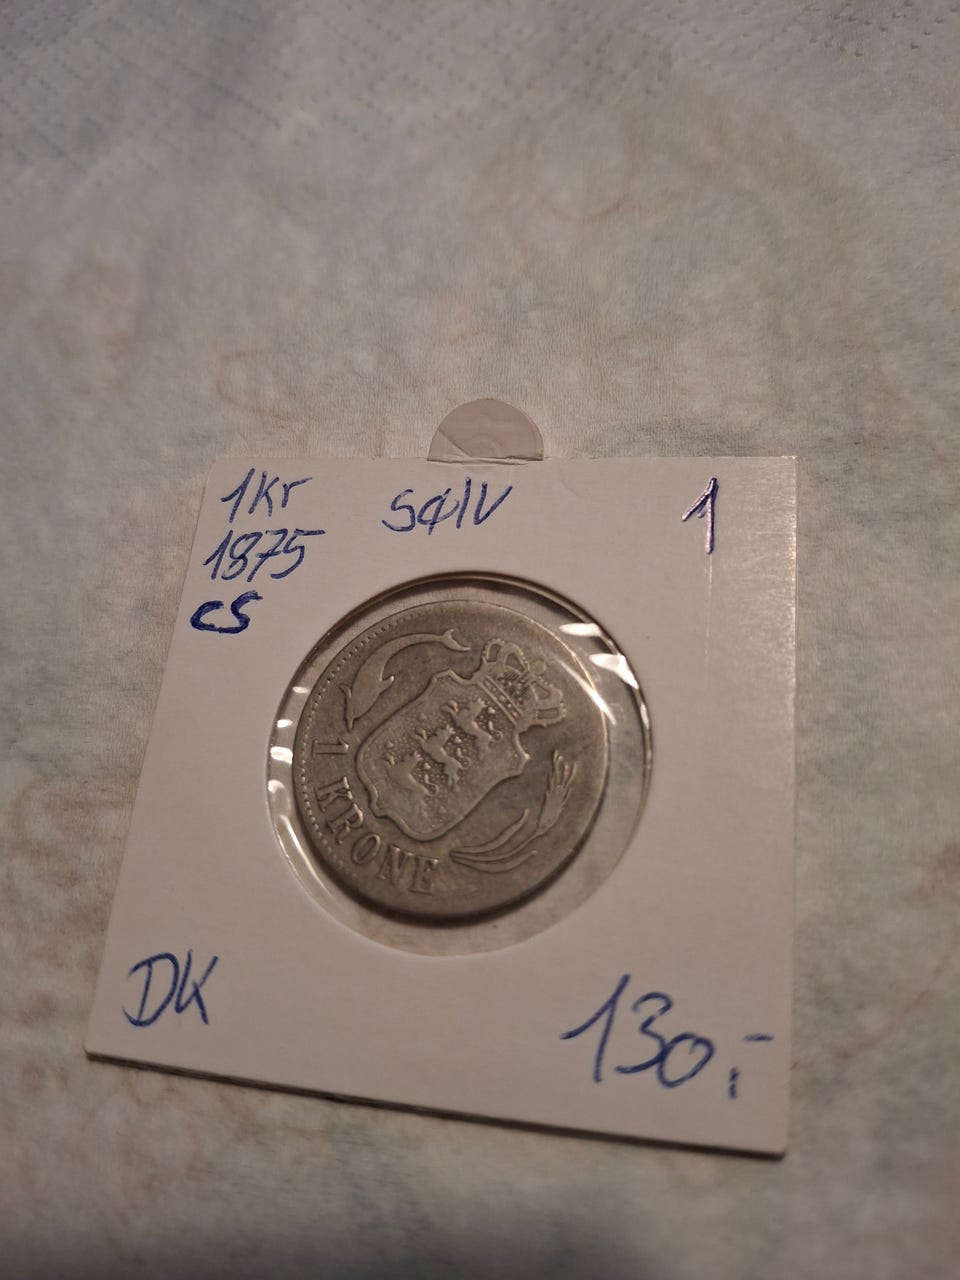 1Kr
SØlV
1
1875
CS
1 KRONE
DK
130,-